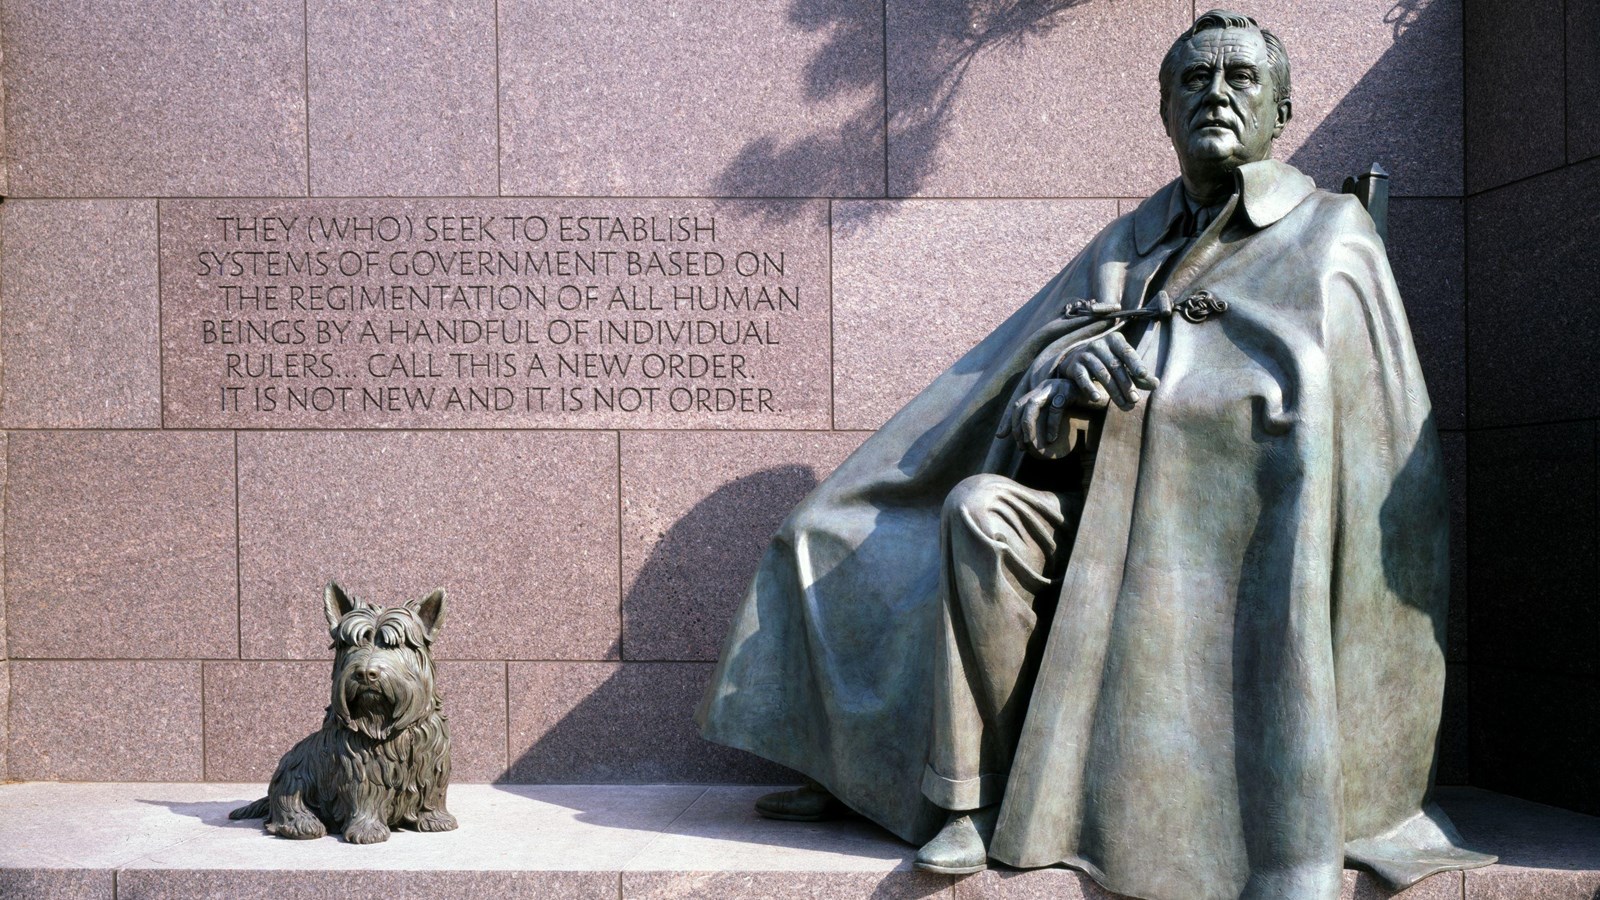 THEY (WHO) SEEK TO ESTABLISH
SYSTEMS OF GOVERNMENT BASED ON
THE REGIMENTATION OF ALL HUMAN
BEINGS BY A HANDFUL OF INDIVIDUAL
RULERS... CALL THIS A NEW ORDER.
IT IS NOT NEW AND IT IS NOT ORDER.